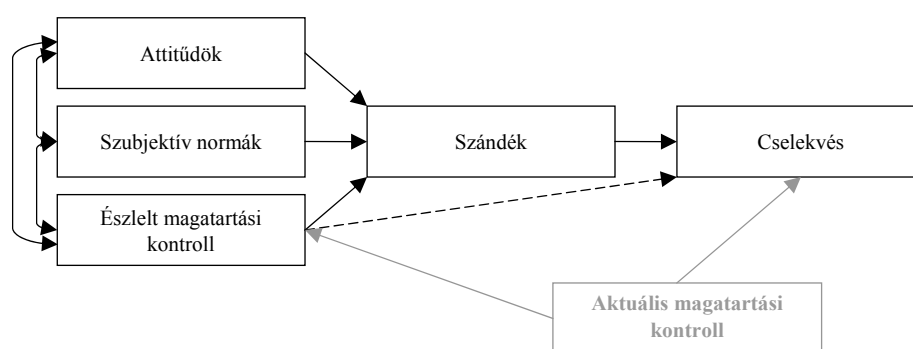 Attitűdök
Szubjektív normák
Szándék
Cselekvés
Észlelt magatartási
kontroll
Aktuális magatartási
kontroll